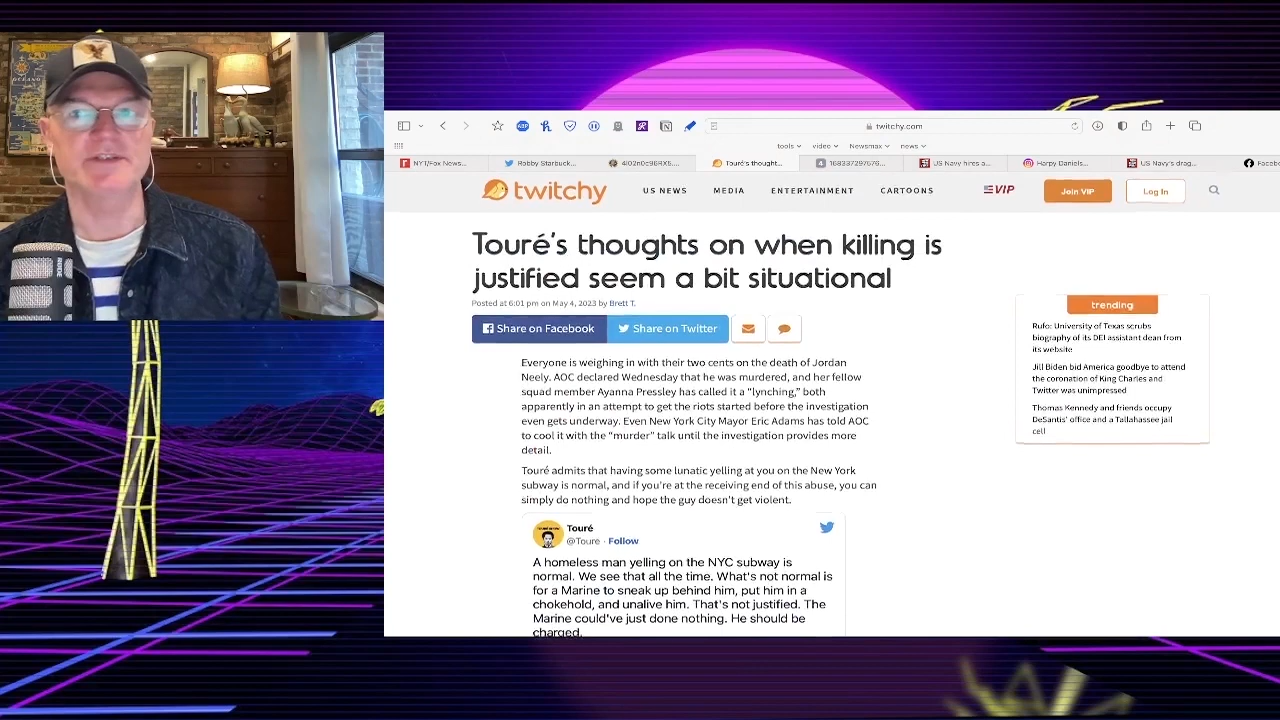 twitchy.com
tools
video
Newsmax
news
NYT/Fox News...
Robby Starbuck...
4I02n0c96RX5....
Touré's thought...
168337297576...
US Navy hires a...
Harpy Daniels...
US Navy's drag...
Faceb
twitchy
US NEWS
MEDIA
ENTERTAINMENT
CARTOONS
VIP
Join VIP
Log In
Touré's thoughts on when killing is
justified seem a bit situational
Posted at 6:01 pm on May 4, 2023 by Brett T.
Share on Facebook
Share on Twitter
Everyone is weighing in with their two cents on the death of Jordan
Neely. AOC declared Wednesday that he was murdered, and her fellow
squad member Ayanna Pressley has called it a “lynching,” both
apparently in an attempt to get the riots started before the investigation
even gets underway. Even New York City Mayor Eric Adams has told AOC
to cool it with the “murder” talk until the investigation provides more
detail.
Touré admits that having some lunatic yelling at you on the New York
subway is normal, and if you're at the receiving end of this abuse, you can
simply do nothing and hope the guy doesn't get violent.
Touré
@Toure · Follow
A homeless man yelling on the NYC subway is
normal. We see that all the time. What's not normal is
for a Marine to sneak up behind him, put him in a
chokehold, and unalive him. That's not justified. The
Marine could've just done nothing. He should be
charged.
trending
Rufo: University of Texas scrubs
biography of its DEI assistant dean from
its website
Jill Biden bid America goodbye to attend
the coronation of King Charles and
Twitter was unimpressed
Thomas Kennedy and friends occupy
DeSantis' office and a Tallahassee jail
cell